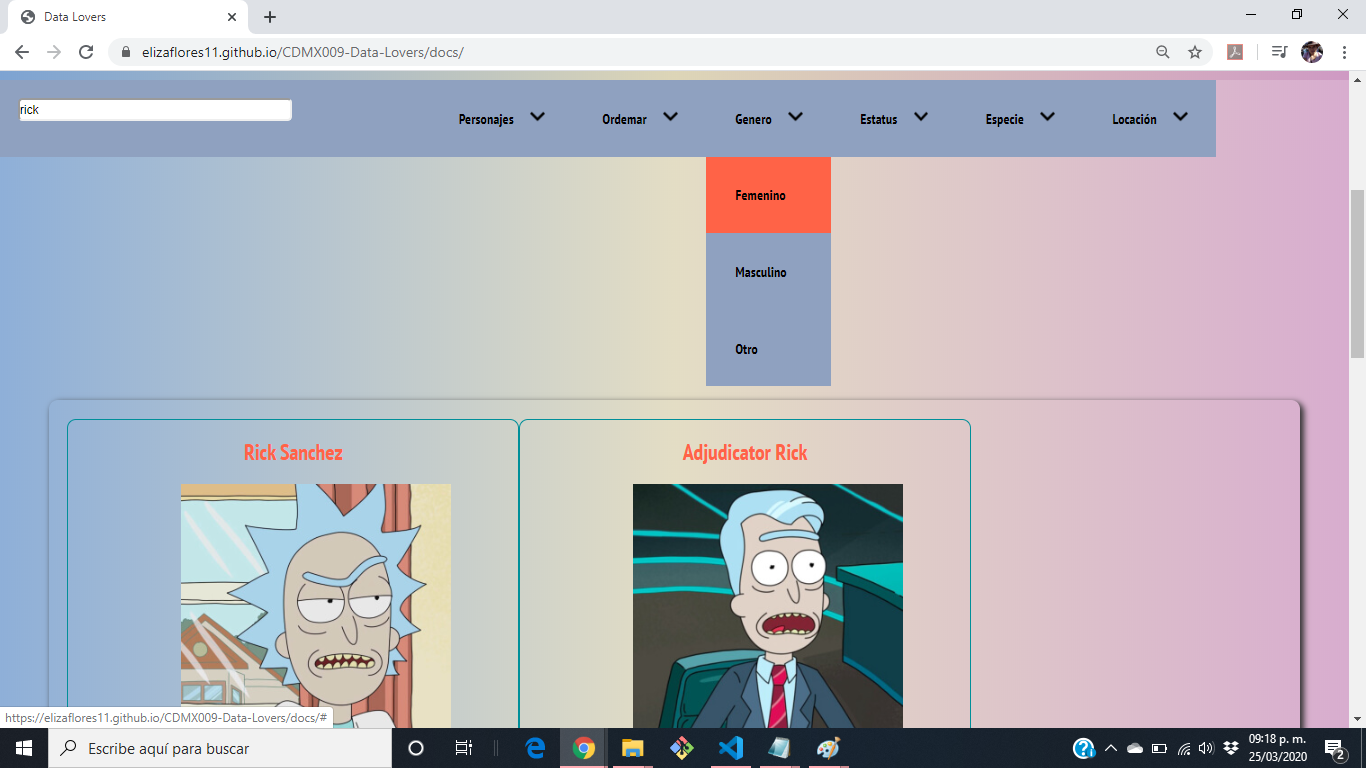 Data Lovers
elizaflores11.github.io/CDMX009-Data-Lovers/docs/
rick
Personajes Ordemar Genero Estatus Especie Locación
Femenino
Masculino
Otro
Rick Sanchez Adjudicator Rick
https://elizaflores11.github.io/CDMX009-Data-Lovers/docs/#
Escribe aquí para buscar
09:18 p. m.
25/03/2020
2